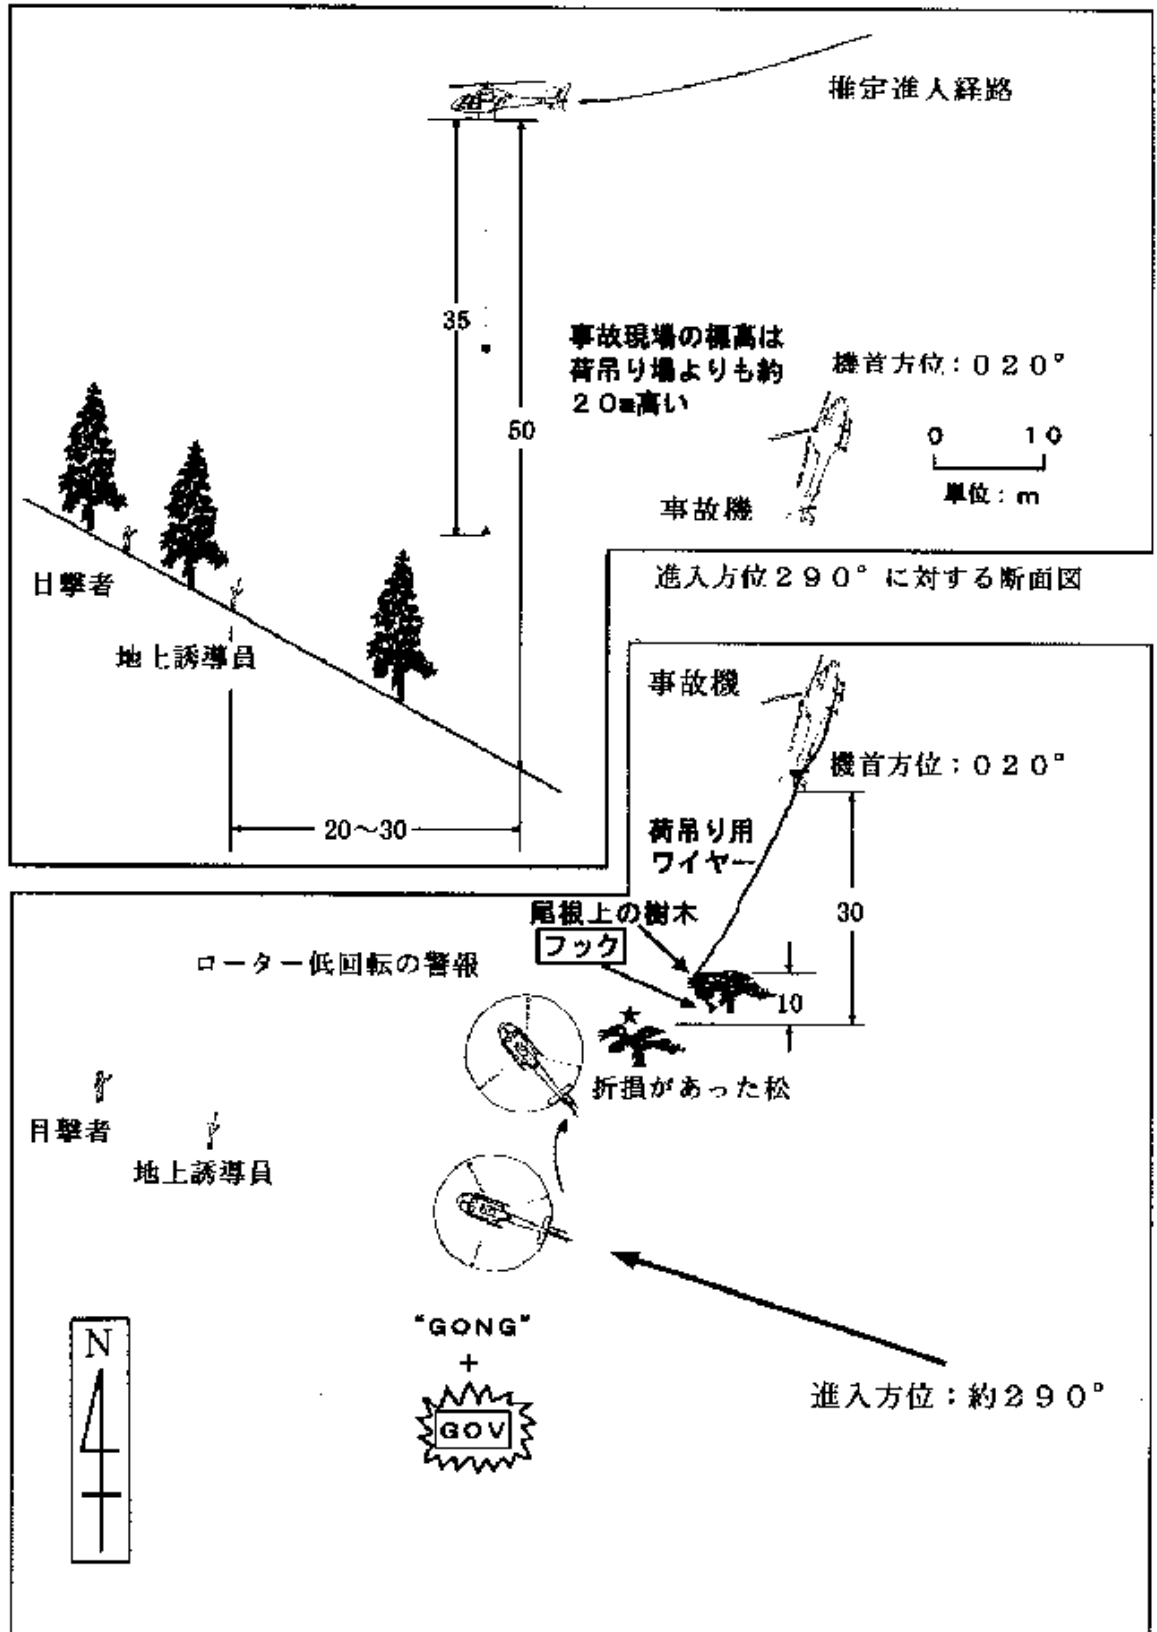 推定進入経路
35
50
事故現場の標高は
荷吊り場よりも約
20m高い
機首方位：020°
0 10
単位：m
事故機
目撃者
地上誘導員
20〜30
進入方位290°に対する断面図
事故機
機首方位：020°
荷吊り用
ワイヤー
30
尾根上の樹木
フック
10
ローター低回転の警報
折損があった松
目撃者
地上誘導員
"GONG"
+
GOV
進入方位：約290°
N